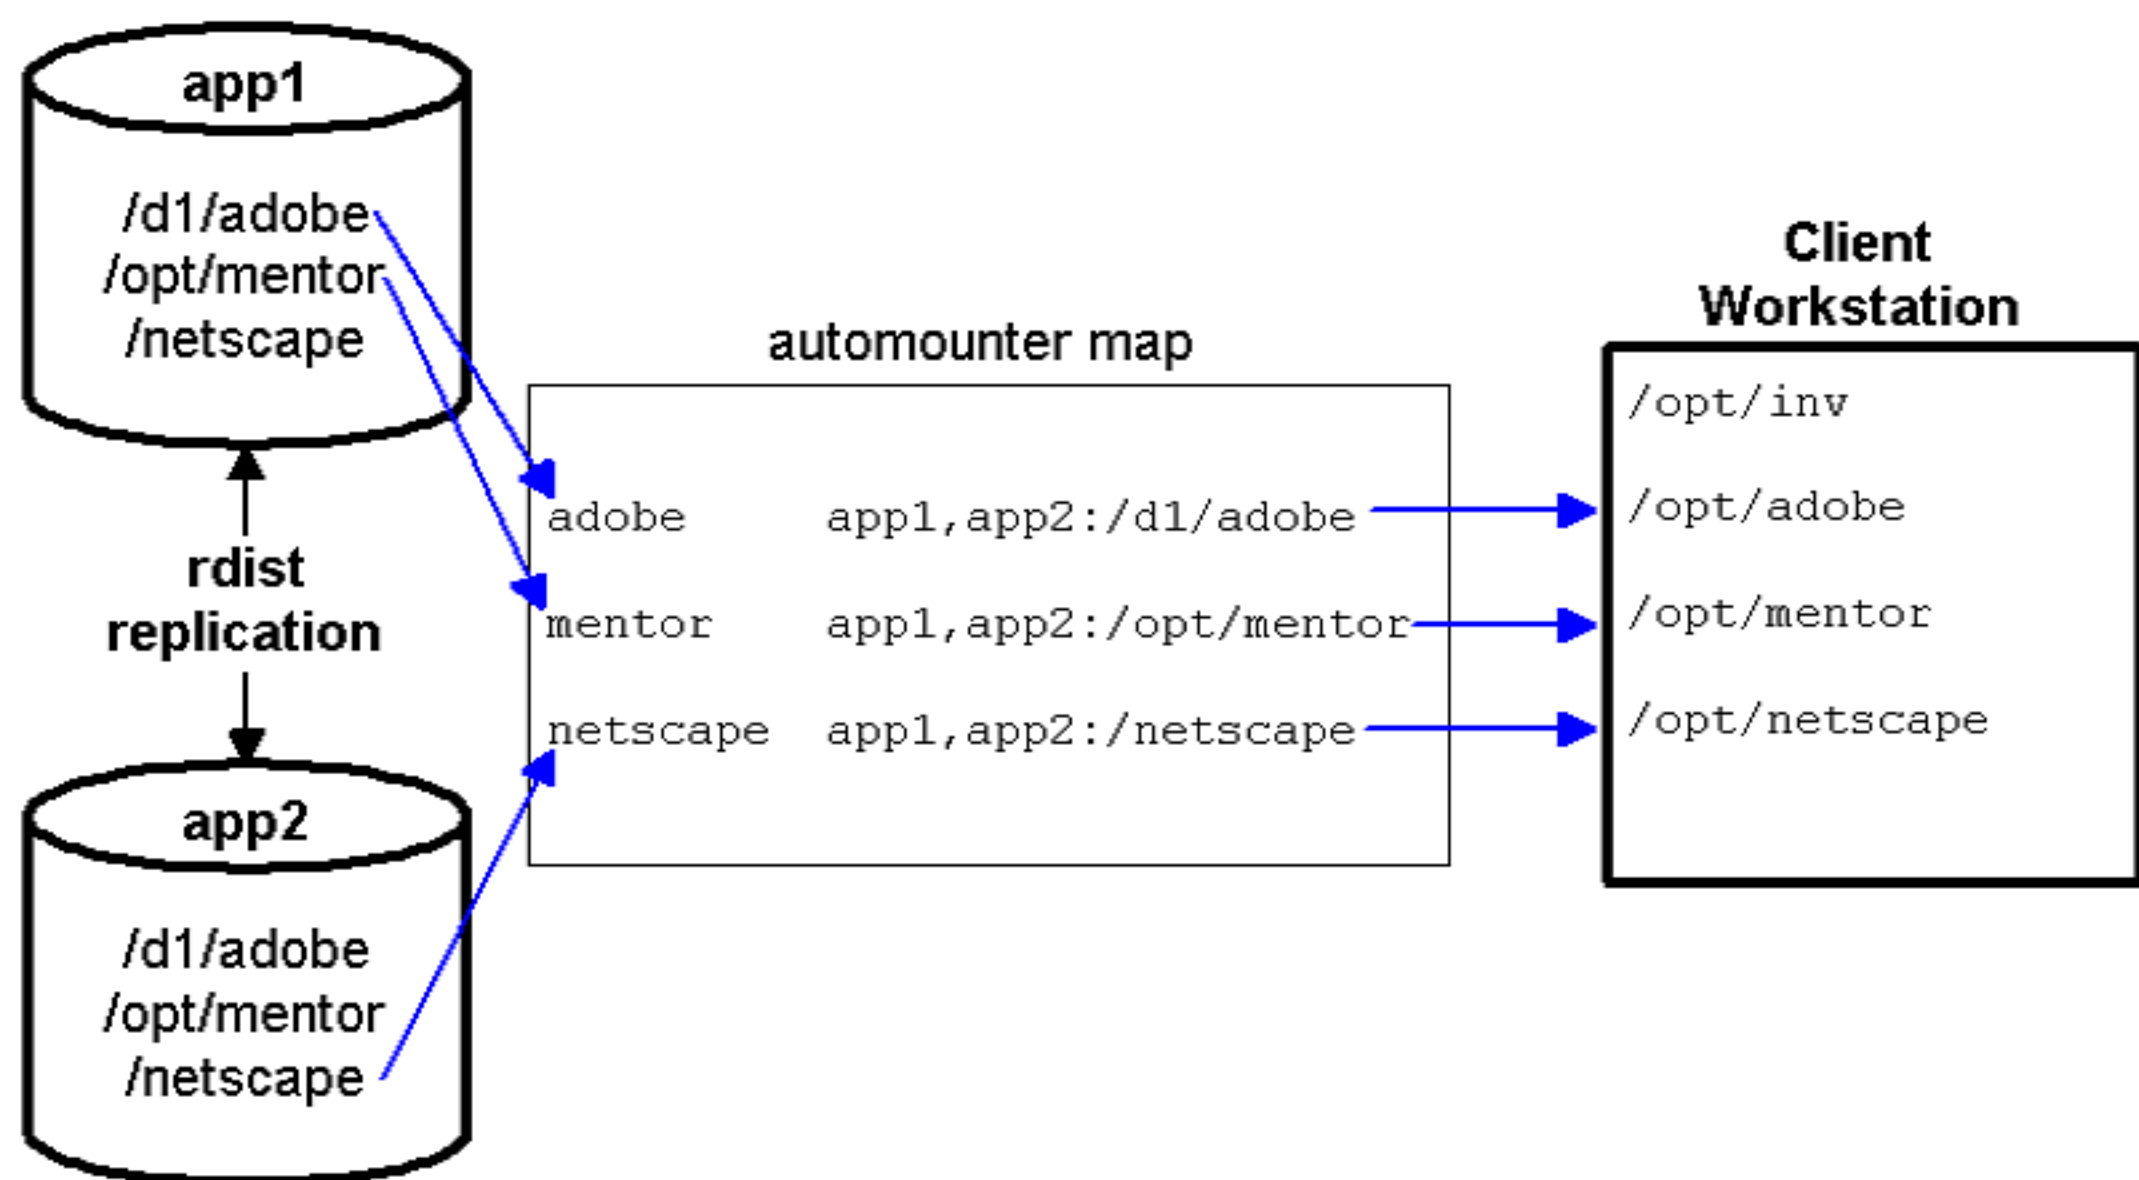 app1
/d1/adobe
/opt/mentor
/netscape
rdist
replication
app2
/d1/adobe
/opt/mentor
/netscape
automounter map
adobe app1,app2:/d1/adobe
mentor app1,app2:/opt/mentor
netscape app1,app2:/netscape
Client
Workstation
/opt/inv
/opt/adobe
/opt/mentor
/opt/netscape